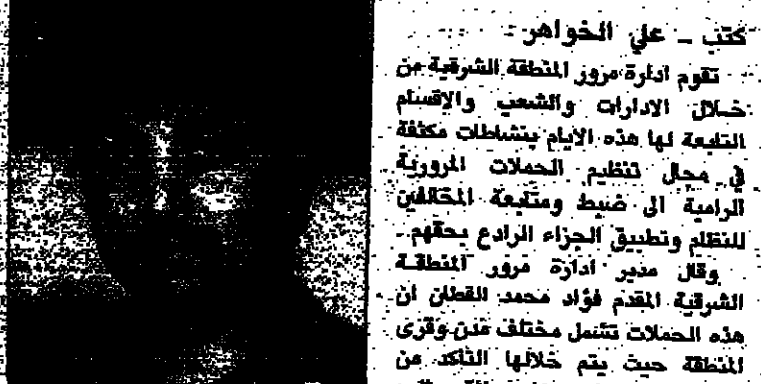 كتب ـ علي الخواهر ـ
تقوم ادارة مرور المنطقة الشرقية من
خلال الادارات والشعب والاقسام
التابعة لها هذه الايام بنشاطات مكثفة
في مجال تنظيم الحملات المرورية
الرامية الى ضبط ومتابعة المخالفين
للنظام وتطبيق الجزاء الرادع بحقهم ـ
وقال مدير ادارة مرور المنطقة
الشرقية المقدم فؤاد محمد القطان ان
هذه الحملات تشمل مختلف مدن وقرى
المنطقة حيث يتم خلالها التاكد من